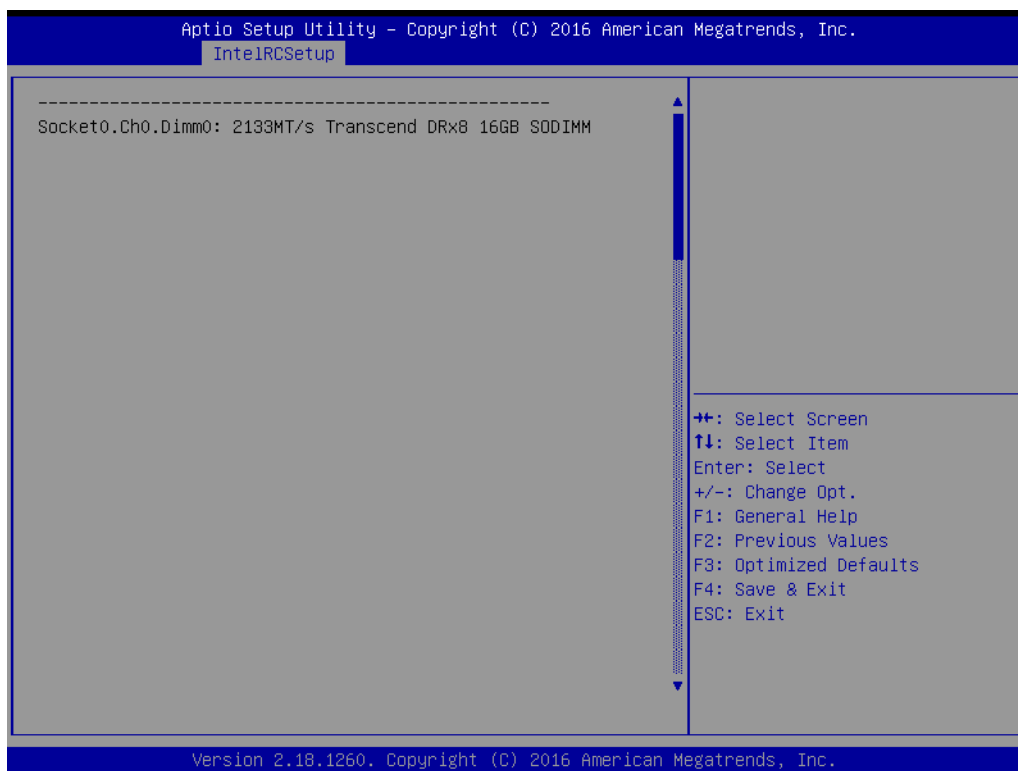 Aptio Setup Utility – Copyright (C) 2016 American Megatrends, Inc.
IntelRCSetup
--------------------------------------------------
Socket0.Ch0.Dimm0: 2133MT/s Transcend DRx8 16GB SODIMM
→←: Select Screen
↑↓: Select Item
Enter: Select
+/-: Change Opt.
F1: General Help
F2: Previous Values
F3: Optimized Defaults
F4: Save & Exit
ESC: Exit
Version 2.18.1260. Copyright (C) 2016 American Megatrends, Inc.